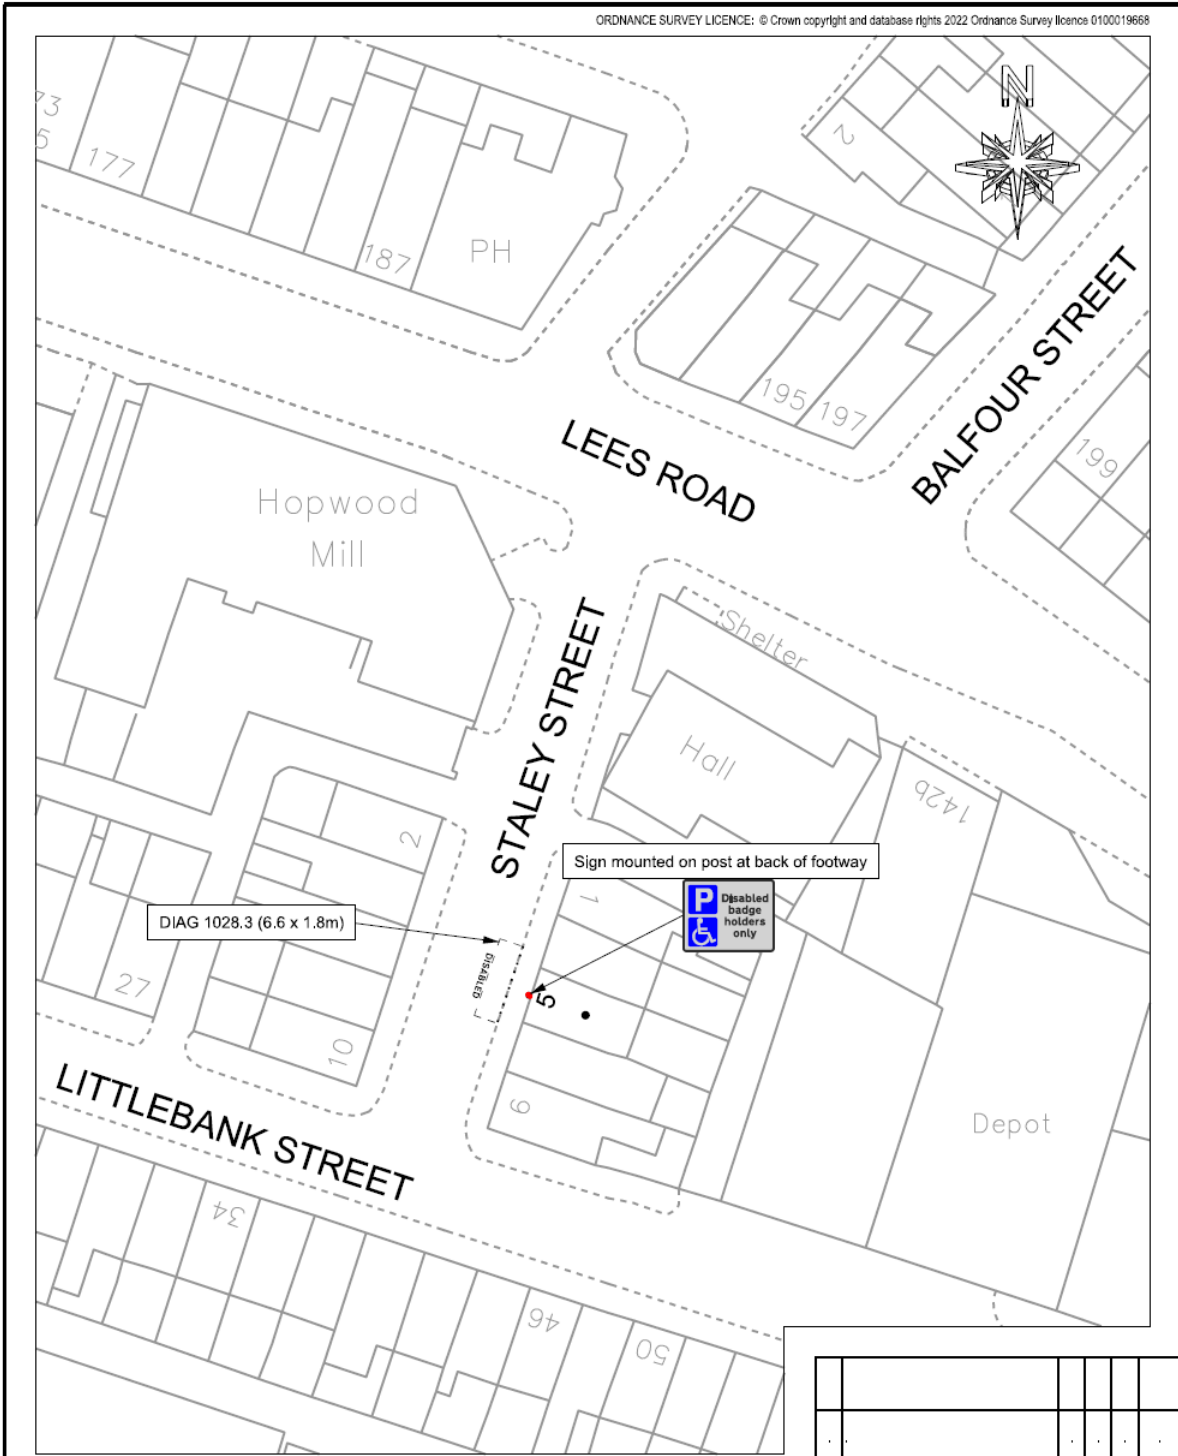 ORDNANCE SURVEY LICENCE: © Crown copyright and database rights 2022 Ordnance Survey licence 0100019668
N
73
5
177
187
PH
2
BALFOUR STREET
195
197
199
LEES ROAD
Hopwood
Mill
Shelter
STALEY STREET
Hall
142b
2
Sign mounted on post at back of footway
P
Disabled
badge
holders
only
1
DIAG 1028.3 (6.6 x 1.8m)
DISABLED
27
5
10
9
LITTLEBANK STREET
Depot
34
46
50